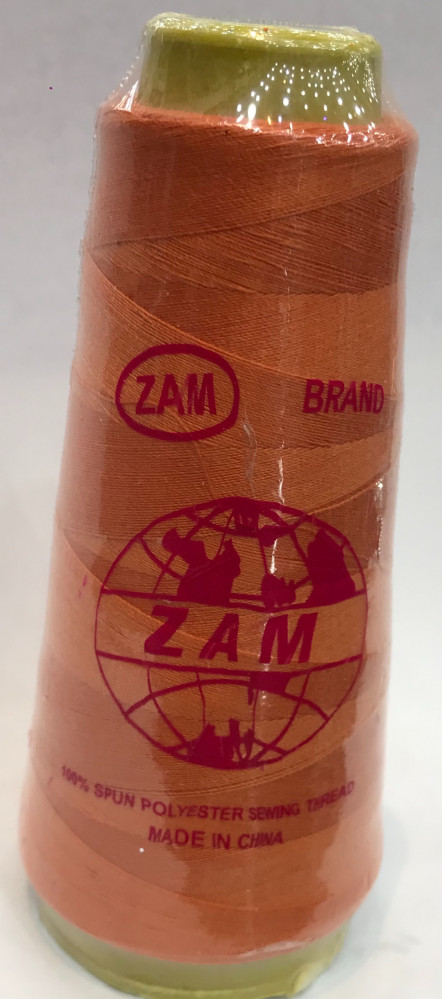 ZAM BRAND
ZAM
100% SPUN POLYESTER SEWING THREAD
MADE IN CHINA